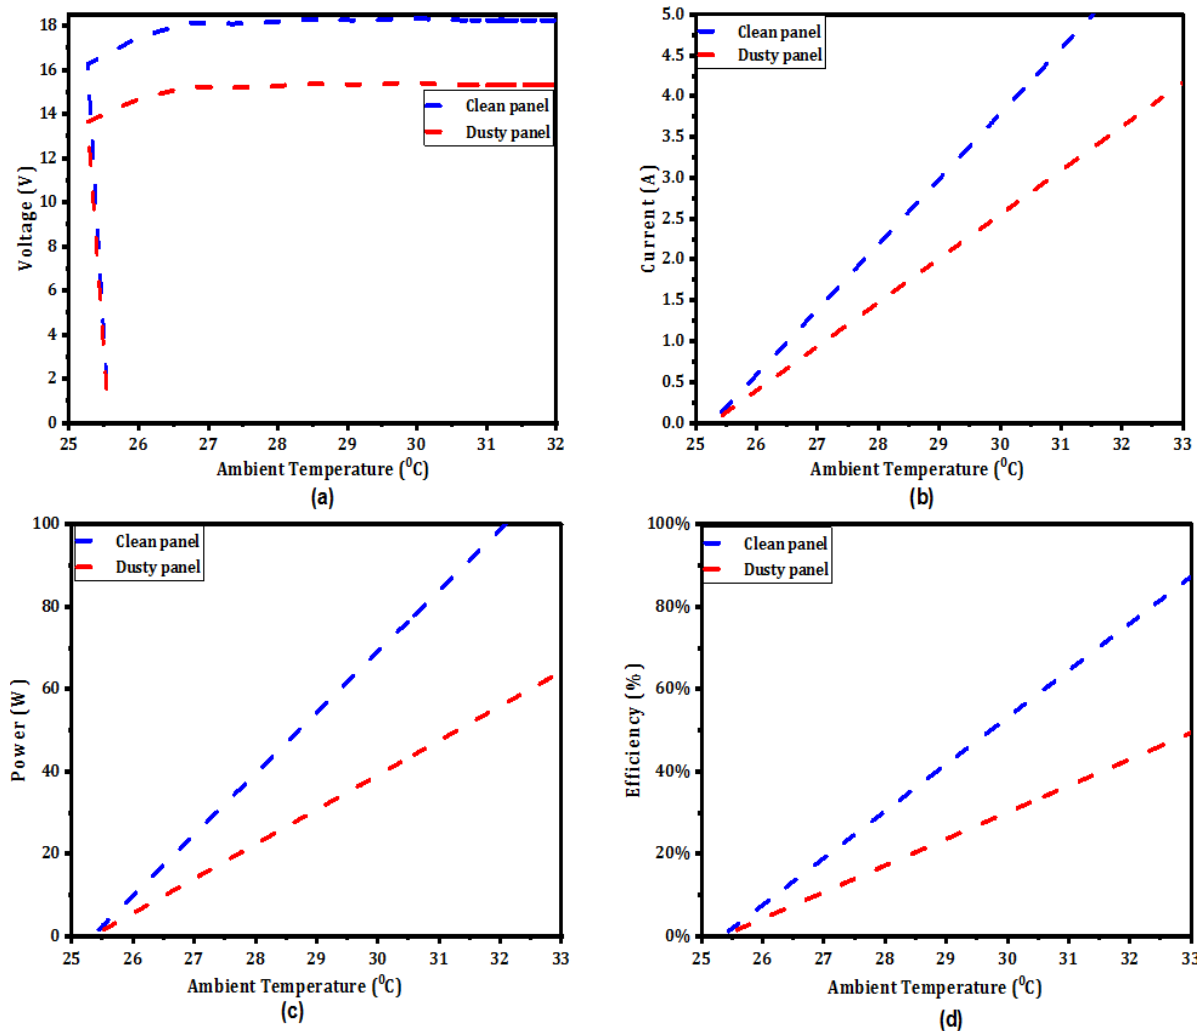 18
16
14
12
18
8
6
4
2
0
Voltage (V)
Clean panel
Dusty panel
25 26 27 28 29 30 31 32
Ambient Temperature (⁰C)
(a)
5.0
4.5
4.0
3.5
3.0
2.5
2.0
1.5
1.0
0.5
0.0
Current (A)
Clean panel
Dusty panel
25 26 27 28 29 30 31 32 33
Ambient Temperature (⁰C)
(b)
100
80
60
40
20
0
Power (W)
Clean panel
Dusty panel
25 26 27 28 29 30 31 32 33
Ambient Temperature (⁰C)
(c)
100%
80%
60%
40%
20%
0%
Efficiency (%)
Clean panel
Dusty panel
25 26 27 28 29 30 31 32 33
Ambient Temperature (⁰C)
(d)